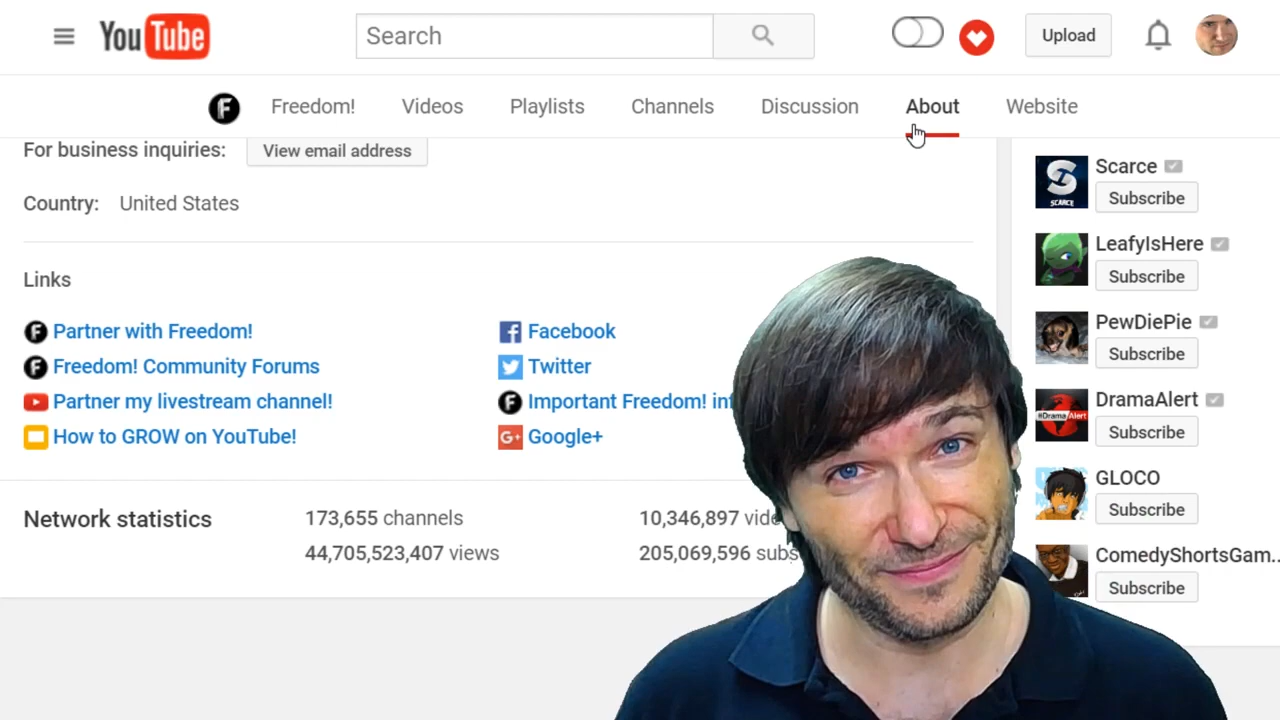 YouTube
Search
Upload
Freedom! Videos Playlists Channels Discussion About Website
For business inquiries: View email address
Country: United States
Links
Partner with Freedom!
Freedom! Community Forums
Partner my livestream channel!
How to GROW on YouTube!
Facebook
Twitter
Important Freedom!
Google+
Network statistics
173,655 channels
44,705,523,407 views
10,346,897
205,069,596 subs
Scarce
Subscribe
LeafyIsHere
Subscribe
PewDiePie
Subscribe
DramaAlert
Subscribe
GLOCO
Subscribe
ComedyShortsGam..
Subscribe
F
F
F
F
SCARCE
#DramaAlert
G+